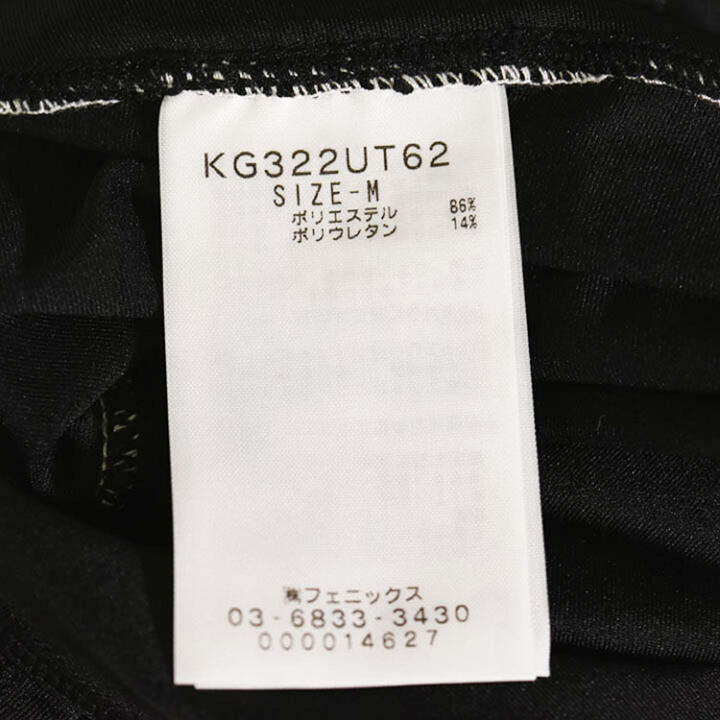 KG322UT62
SIZE-M
ポリエステル 86%
ポリウレタン 14%
㈱フェニックス
03-6833-3430
000014627